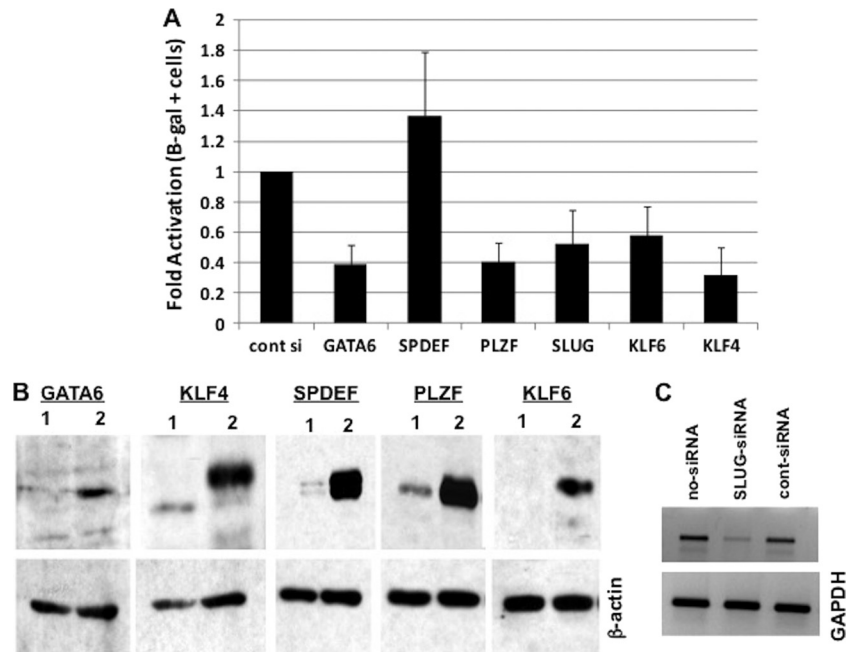 A
Fold Activation (B-gal + cells)
2
1.8
1.6
1.4
1.2
1
0.8
0.6
0.4
0.2
0
cont si GATA6 SPDEF PLZF SLUG KLF6 KLF4
B
GATA6 KLF4 SPDEF PLZF KLF6
1 2 1 2 1 2 1 2 1 2
β-actin
C
no-siRNA
SLUG-siRNA
cont-siRNA
GAPDH